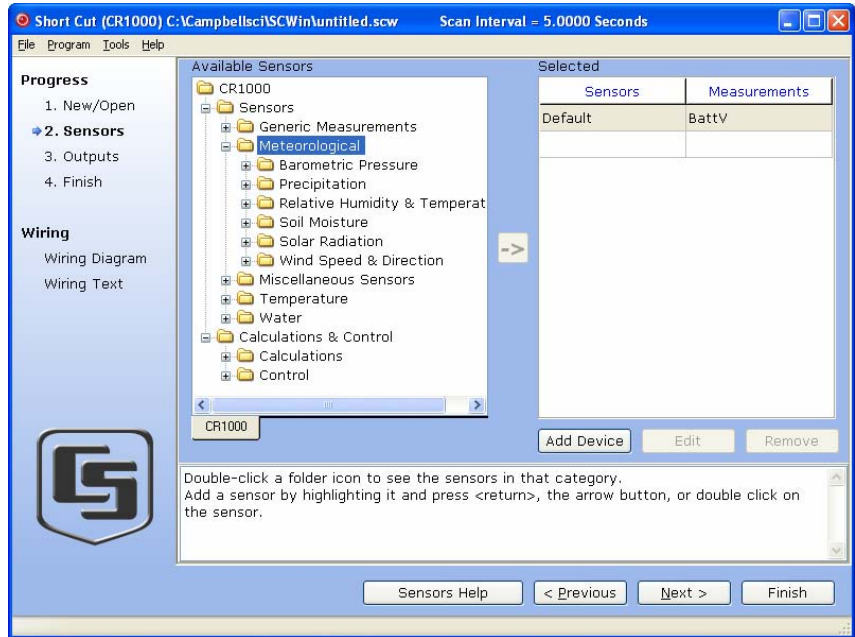 Short Cut (CR1000) C:\Campbellsci\SCWin\untitled.scw Scan Interval = 5.0000 Seconds
File Program Tools Help
Progress
1. New/Open
2. Sensors
3. Outputs
4. Finish
Wiring
Wiring Diagram
Wiring Text
Available Sensors
CR1000
Sensors
Generic Measurements
Meteorological
Barometric Pressure
Precipitation
Relative Humidity & Temperat
Soil Moisture
Solar Radiation
Wind Speed & Direction
Miscellaneous Sensors
Temperature
Water
Calculations & Control
Calculations
Control
CR1000
->
Selected
Sensors Measurements
Default BattV
Add Device Edit Remove
Double-click a folder icon to see the sensors in that category.
Add a sensor by highlighting it and press <return>, the arrow button, or double click on
the sensor.
Sensors Help < Previous Next > Finish
CS